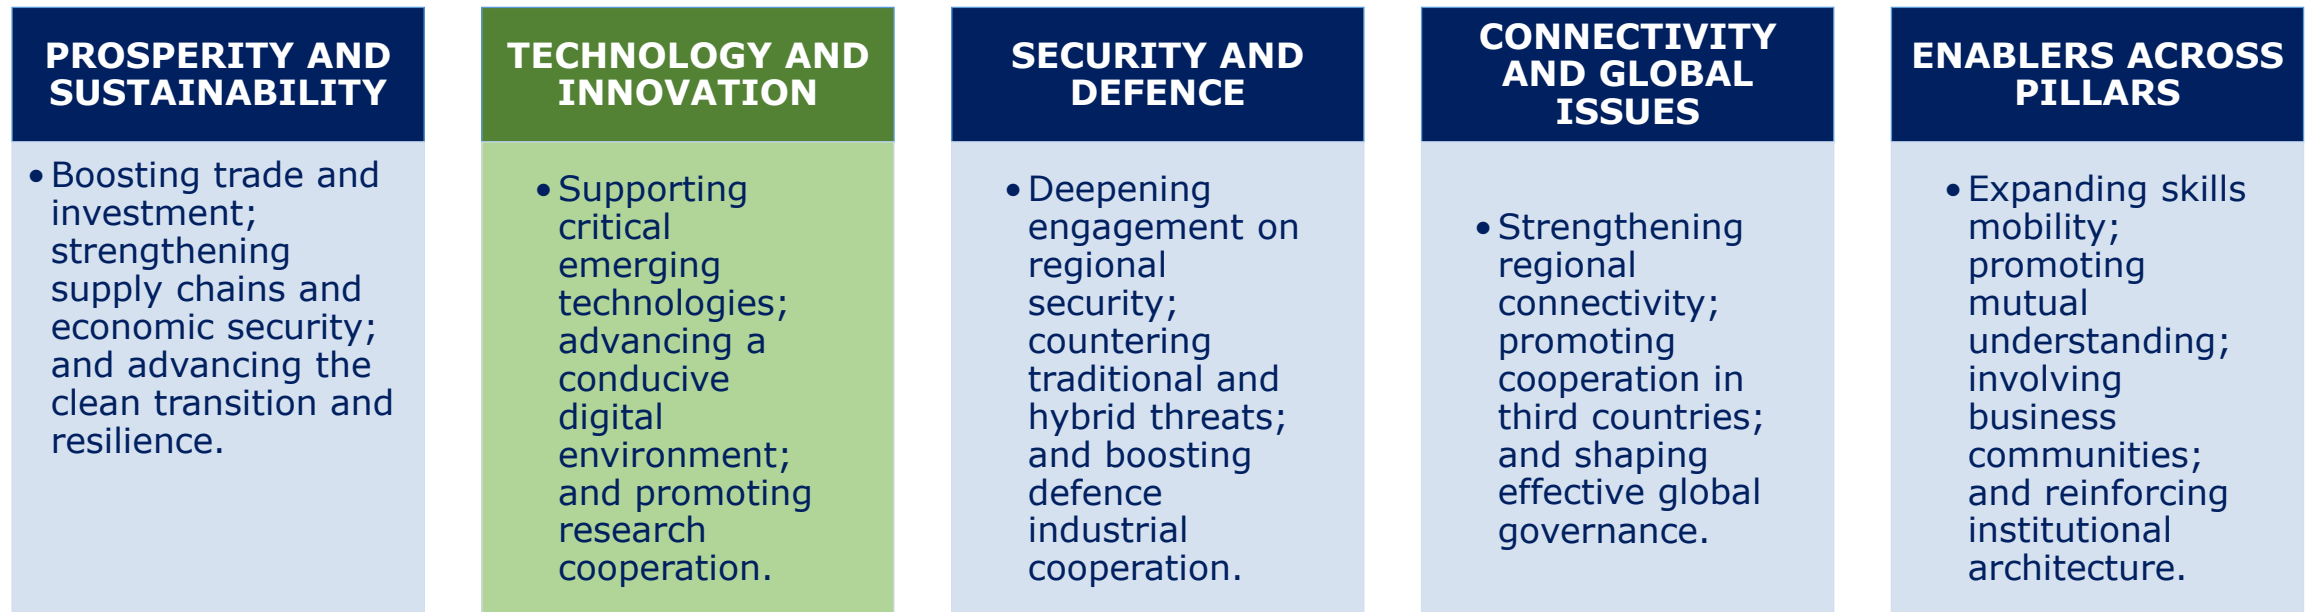 PROSPERITY AND
SUSTAINABILITY
•Boosting trade and
investment;
strengthening
supply chains and
economic security;
and advancing the
clean transition and
resilience.
TECHNOLOGY AND
INNOVATION
•Supporting
critical
emerging
technologies;
advancing a
conducive
digital
environment;
and promoting
research
cooperation.
SECURITY AND
DEFENCE
•Deepening
engagement on
regional
security;
countering
traditional and
hybrid threats;
and boosting
defence
industrial
cooperation.
CONNECTIVITY
AND GLOBAL
ISSUES
•Strengthening
regional
connectivity;
promoting
cooperation in
third countries;
and shaping
effective global
governance.
ENABLERS ACROSS
PILLARS
•Expanding skills
mobility;
promoting
mutual
understanding;
involving
business
communities;
and reinforcing
institutional
architecture.